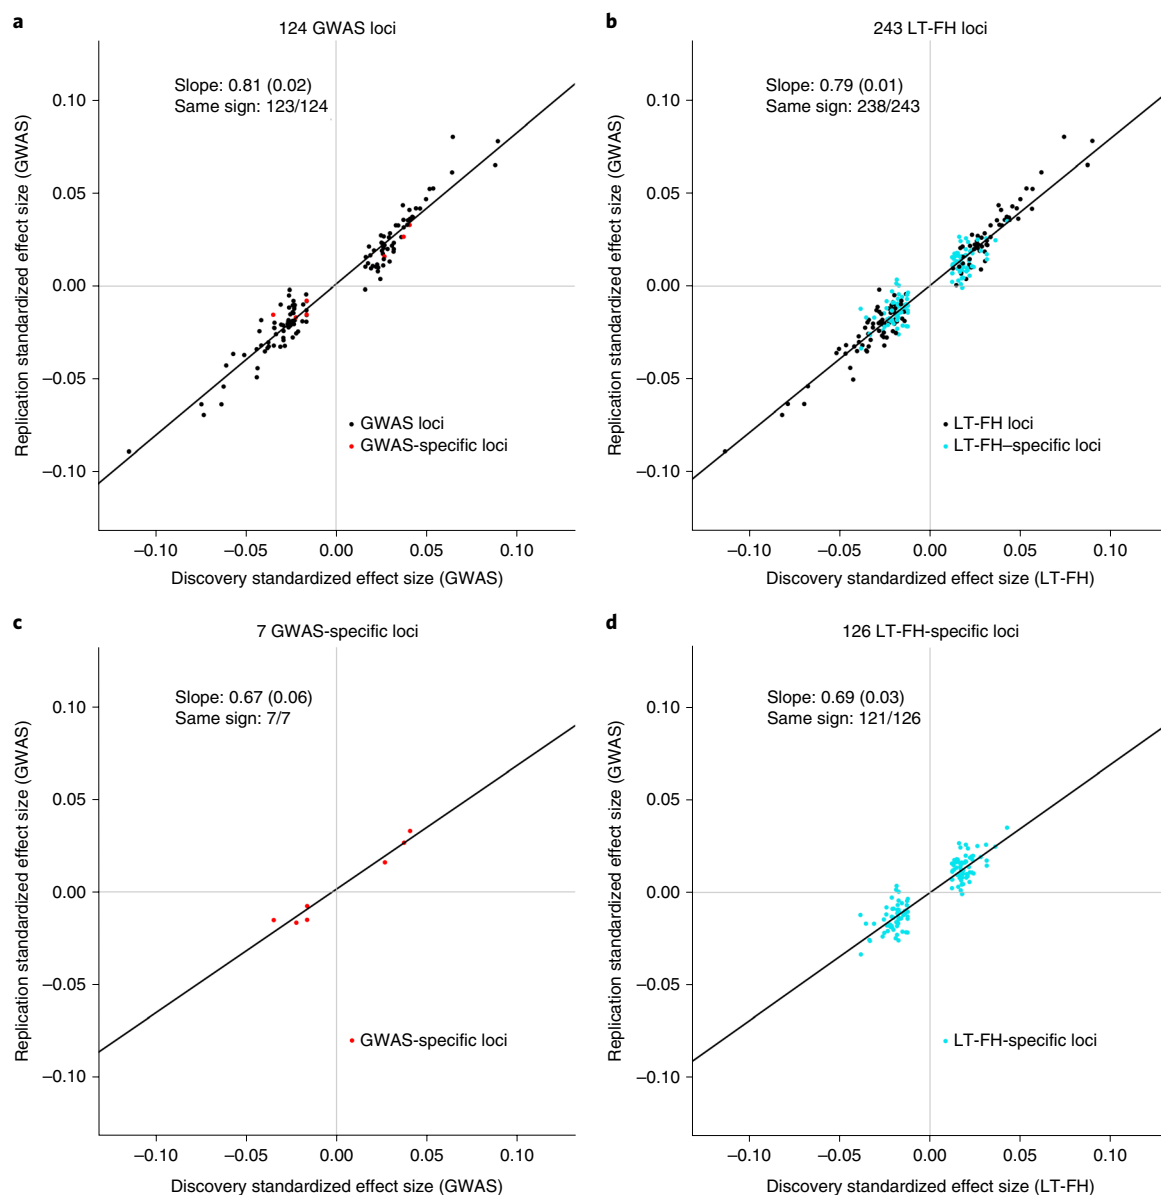 a
124 GWAS loci
Slope: 0.81 (0.02)
Same sign: 123/124
0.10
0.05
0.00
−0.05
−0.10
Replication standardized effect size (GWAS)
GWAS loci
GWAS-specific loci
−0.10
−0.05
0.00
0.05
0.10
Discovery standardized effect size (GWAS)
b
243 LT-FH loci
Slope: 0.79 (0.01)
Same sign: 238/243
0.10
0.05
0.00
−0.05
−0.10
Replication standardized effect size (GWAS)
LT-FH loci
LT-FH–specific loci
−0.10
−0.05
0.00
0.05
0.10
Discovery standardized effect size (LT-FH)
c
7 GWAS-specific loci
Slope: 0.67 (0.06)
Same sign: 7/7
0.10
0.05
0.00
−0.05
−0.10
Replication standardized effect size (GWAS)
GWAS-specific loci
−0.10
−0.05
0.00
0.05
0.10
Discovery standardized effect size (GWAS)
d
126 LT-FH-specific loci
Slope: 0.69 (0.03)
Same sign: 121/126
0.10
0.05
0.00
−0.05
−0.10
Replication standardized effect size (GWAS)
LT-FH-specific loci
−0.10
−0.05
0.00
0.05
0.10
Discovery standardized effect size (LT-FH)